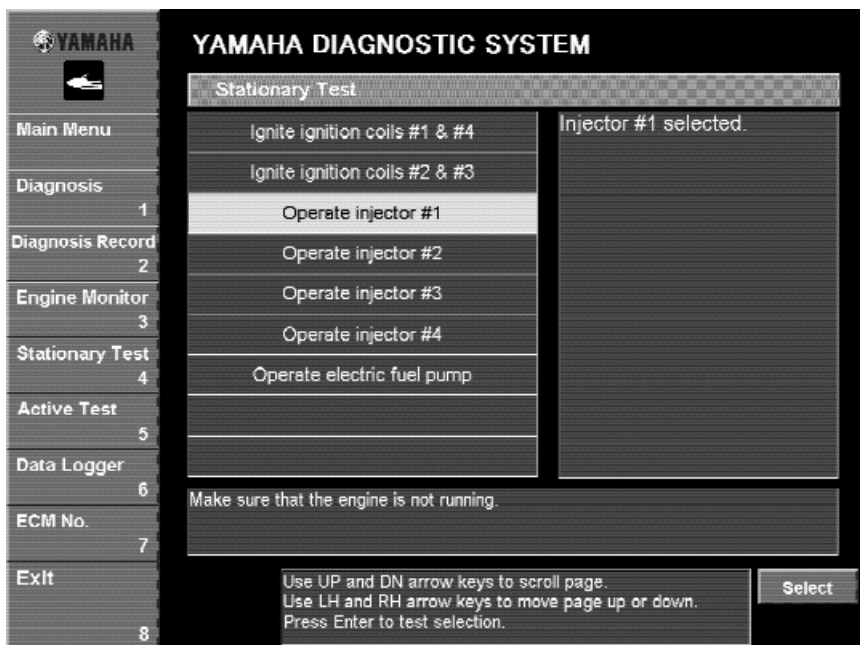 YAMAHA
YAMAHA DIAGNOSTIC SYSTEM
Stationary Test
Main Menu
Diagnosis
1
Diagnosis Record
2
Engine Monitor
3
Stationary Test
4
Active Test
5
Data Logger
6
ECM No.
7
Exit
8
Ignite ignition coils #1 & #4
Ignite ignition coils #2 & #3
Operate injector #1
Operate injector #2
Operate injector #3
Operate injector #4
Operate electric fuel pump
Injector #1 selected.
Make sure that the engine is not running.
Use UP and DN arrow keys to scroll page.
Use LH and RH arrow keys to move page up or down.
Press Enter to test selection.
Select